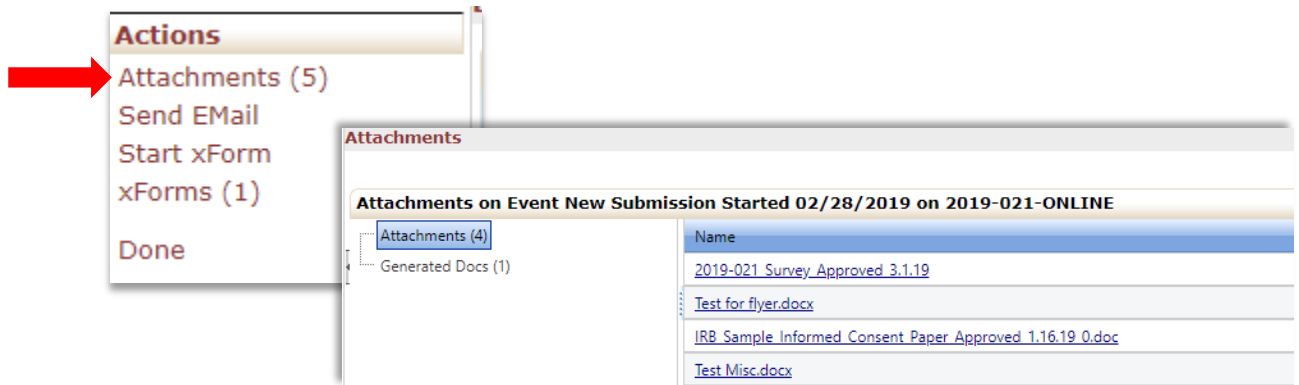 Actions
Attachments (5)
Send EMail
Start xForm
xForms (1)
Done
Attachments
Attachments on Event New Submission Started 02/28/2019 on 2019-021-ONLINE
Attachments (4)
Generated Docs (1)
Name
2019-021 Survey Approved 3.1.19
Test for flyer.docx
IRB Sample Informed Consent Paper Approved 1.16.19 0.doc
Test Misc.docx